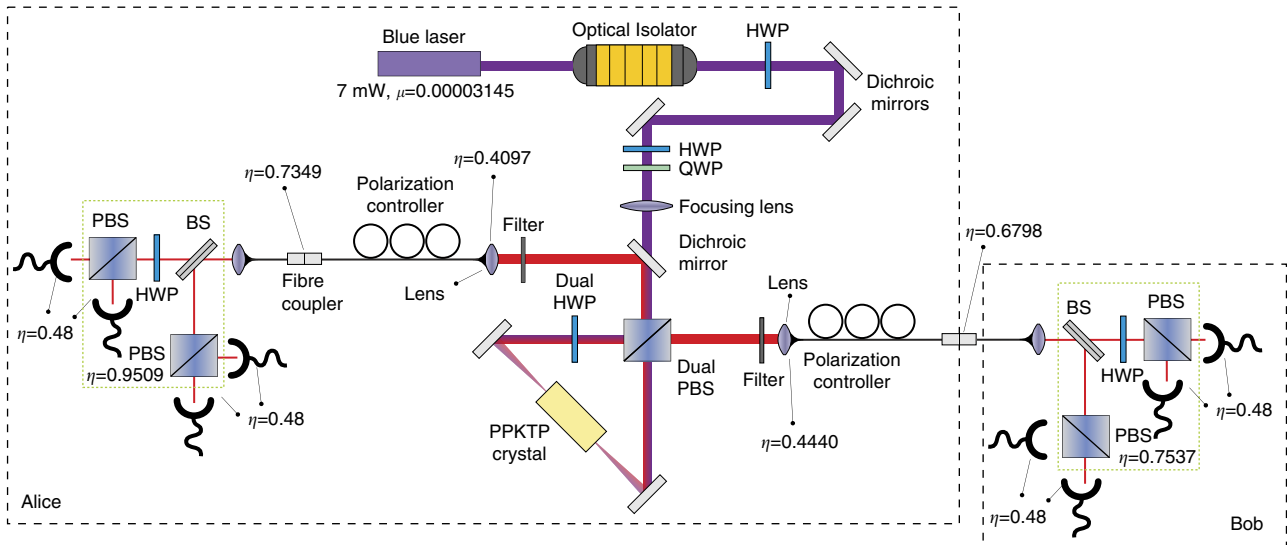 Blue laser
Optical Isolator
HWP
7 mW, μ=0.00003145
Dichroic
mirrors
HWP
QWP
Focusing lens
Dichroic
mirror
η=0.4097
η=0.7349
Polarization
controller
Filter
PBS
BS
HWP
Fibre
coupler
Lens
η=0.48
PBS
η=0.9509
η=0.48
Dual
HWP
Dual
PBS
PPKTP
crystal
Lens
Filter
Polarization
controller
η=0.4440
η=0.6798
BS
PBS
HWP
η=0.48
PBS
η=0.7537
η=0.48
Alice
Bob